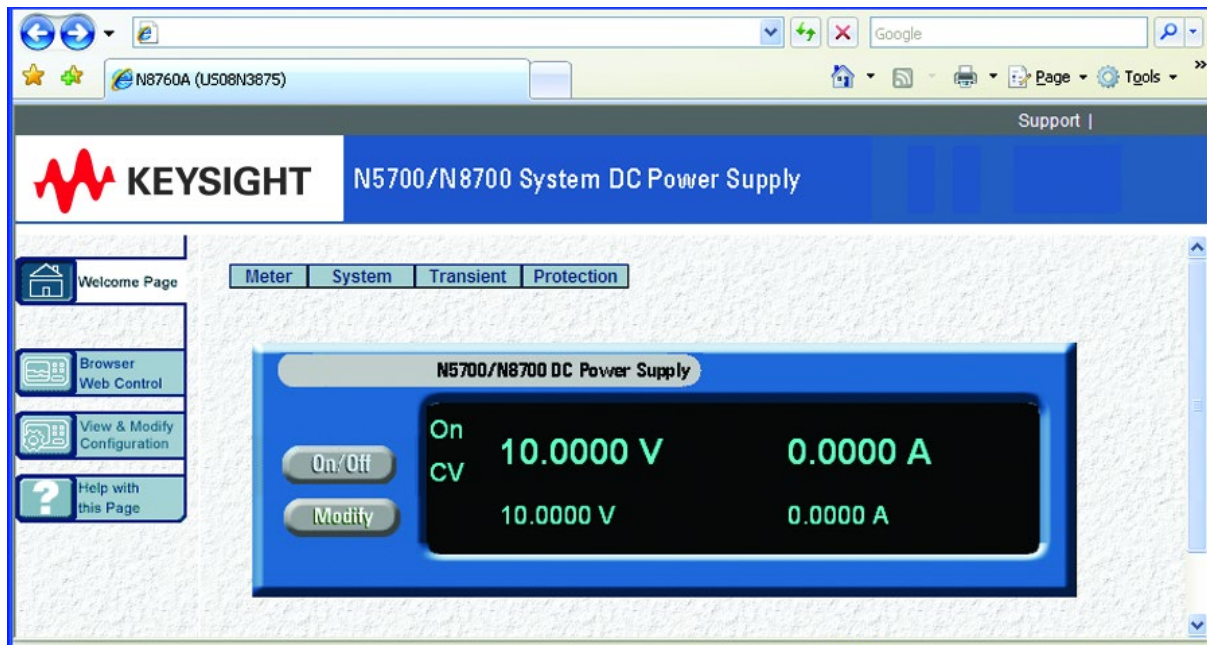 Google
N8760A (US08N3875)
Page
Tools
Support |
KEYSIGHT
N5700/N8700 System DC Power Supply
Welcome Page
Meter System Transient Protection
Browser
Web Control
View & Modify
Configuration
Help with
this Page
N5700/N8700 DC Power Supply
On/Off
Modify
On
CV
10.0000 V 0.0000 A
10.0000 V 0.0000 A